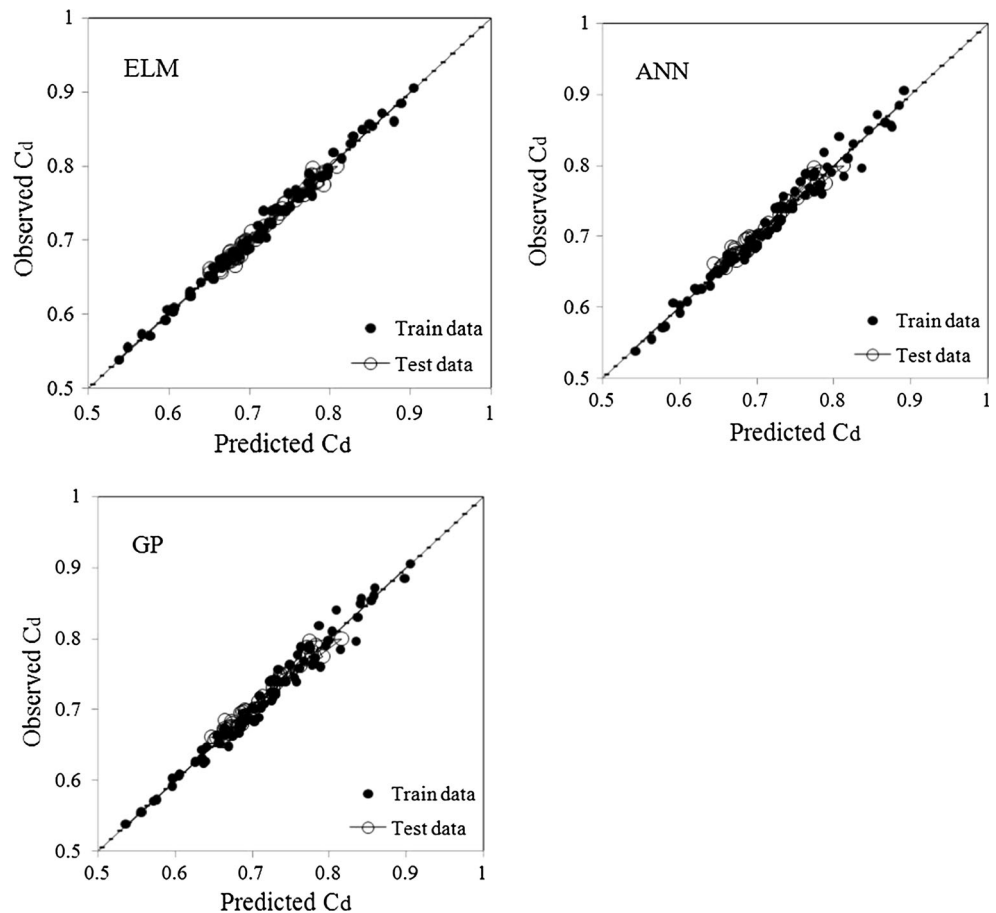 ELM
1
0.9
0.8
0.7
0.6
0.5
Observed Cd
0.5 0.6 0.7 0.8 0.9 1
Predicted Cd
Train data
Test data
ANN
1
0.9
0.8
0.7
0.6
0.5
Observed Cd
0.5 0.6 0.7 0.8 0.9 1
Predicted Cd
Train data
Test data
GP
1
0.9
0.8
0.7
0.6
0.5
Observed Cd
0.5 0.6 0.7 0.8 0.9 1
Predicted Cd
Train data
Test data